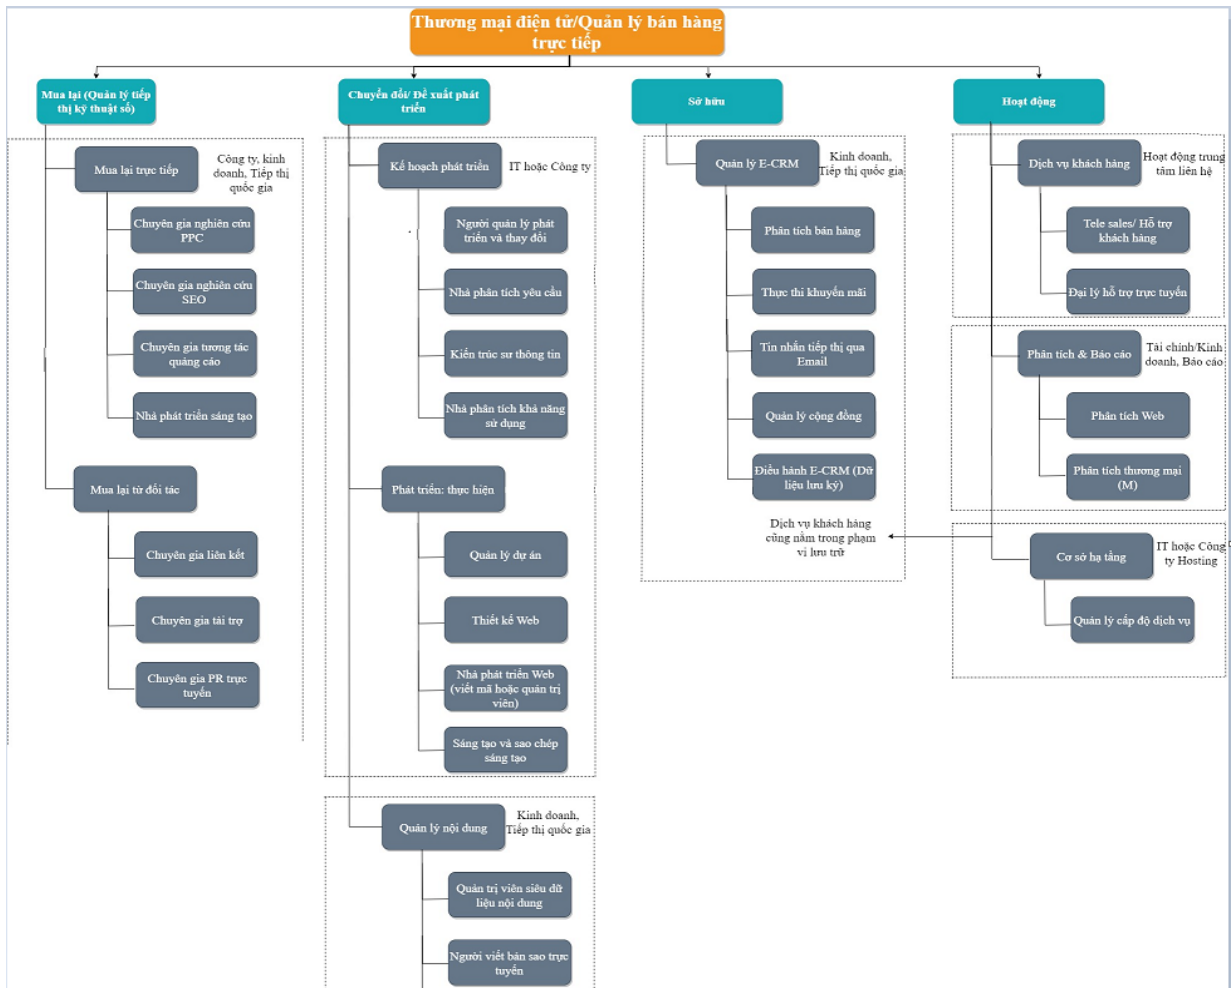 Thương mại điện tử/Quản lý bán hàng
trực tiếp
Mua lại (Quản lý tiếp
thị kỹ thuật số)
Chuyển đổi/ Đề xuất phát
triển
Sở hữu
Hoạt động
Mua lại trực tiếp
Công ty, kinh
doanh, Tiếp thị
quốc gia
Chuyên gia nghiên cứu
PPC
Chuyên gia nghiên cứu
SEO
Chuyên gia tương tác
quảng cáo
Nhà phát triển sáng tạo
Mua lại từ đối tác
Chuyên gia liên kết
Chuyên gia tài trợ
Chuyên gia PR trực
tuyến
Kế hoạch phát triển
IT hoặc Công ty
Người quản lý phát
triển và thay đổi
Nhà phân tích yêu cầu
Kiến trúc sư thông tin
Nhà phân tích khả năng
sử dụng
Phát triển: thực hiện
Quản lý dự án
Thiết kế Web
Nhà phát triển Web
(viết mã hoặc quản trị
viên)
Sáng tạo và sao chép
sáng tạo
Quản lý nội dung
Kinh doanh,
Tiếp thị quốc gia
Quản trị viên siêu dữ
liệu nội dung
Người viết bản sao trực
tuyến
Quản lý E-CRM
Kinh doanh,
Tiếp thị quốc gia
Phân tích bán hàng
Thực thi khuyến mãi
Tin nhắn tiếp thị qua
Email
Quản lý cộng đồng
Điều hành E-CRM (Dữ
liệu lưu ký)
Dịch vụ khách hàng
cũng nằm trong phạm
vi lưu trữ
Dịch vụ khách hàng
Hoạt động trung
tâm liên hệ
Tele sales/ Hỗ trợ
khách hàng
Đại lý hỗ trợ trực tuyến
Phân tích & Báo cáo
Tài chính/Kinh
doanh, Báo cáo
Phân tích Web
Phân tích thương mại
(M)
Cơ sở hạ tầng
IT hoặc Công
ty Hosting
Quản lý cấp độ dịch vụ